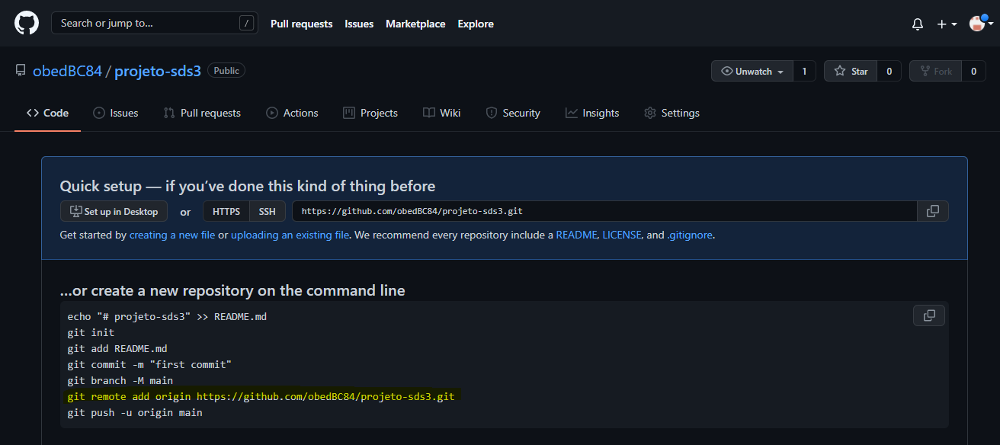 Search or jump to... / Pull requests Issues Marketplace Explore
obedBC84 / projeto-sds3 Public Unwatch 1 Star 0 Fork 0
Code Issues Pull requests Actions Projects Wiki Security Insights Settings
Quick setup — if you’ve done this kind of thing before
Set up in Desktop or HTTPS SSH https://github.com/obedBC84/projeto-sds3.git
Get started by creating a new file or uploading an existing file. We recommend every repository include a README, LICENSE, and .gitignore.
…or create a new repository on the command line
echo "# projeto-sds3" >> README.md
git init
git add README.md
git commit -m "first commit"
git branch -M main
git remote add origin https://github.com/obedBC84/projeto-sds3.git
git push -u origin main